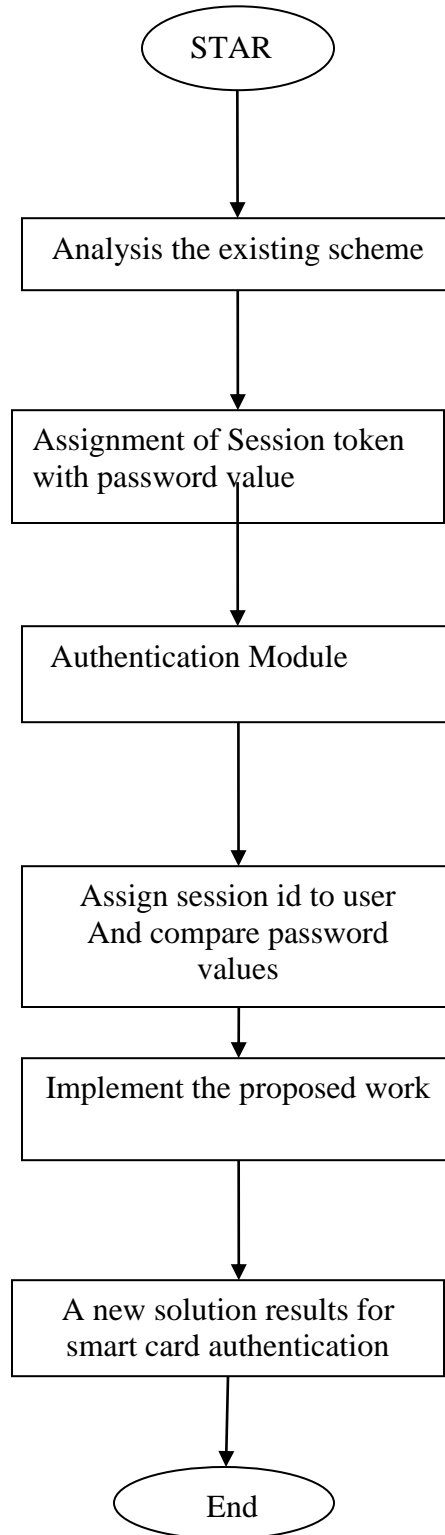 STAR
Analysis the existing scheme
Assignment of Session token
with password value
Authentication Module
Assign session id to user
And compare password
values
Implement the proposed work
A new solution results for
smart card authentication
End